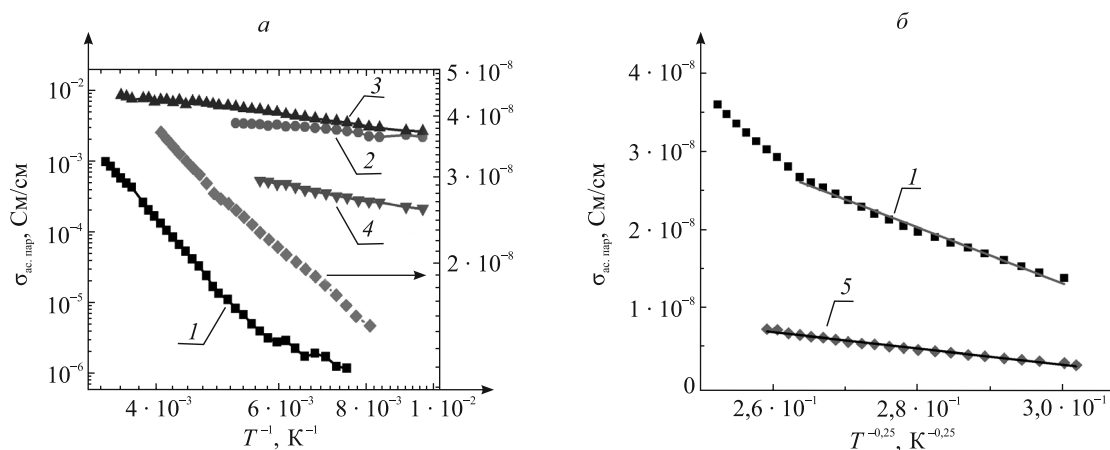 а
10⁻²
10⁻³
10⁻⁴
10⁻⁵
10⁻⁶
σас. пар, См/см
5 · 10⁻⁸
4 · 10⁻⁸
3 · 10⁻⁸
2 · 10⁻⁸
3
2
4
1
4 · 10⁻³
6 · 10⁻³
8 · 10⁻³
1 · 10⁻²
T⁻¹, К⁻¹
б
4 · 10⁻⁸
3 · 10⁻⁸
2 · 10⁻⁸
1 · 10⁻⁸
0
σас. пар, См/см
1
5
2,6 · 10⁻¹
2,8 · 10⁻¹
3,0 · 10⁻¹
T⁻⁰,²⁵, К⁻⁰,²⁵